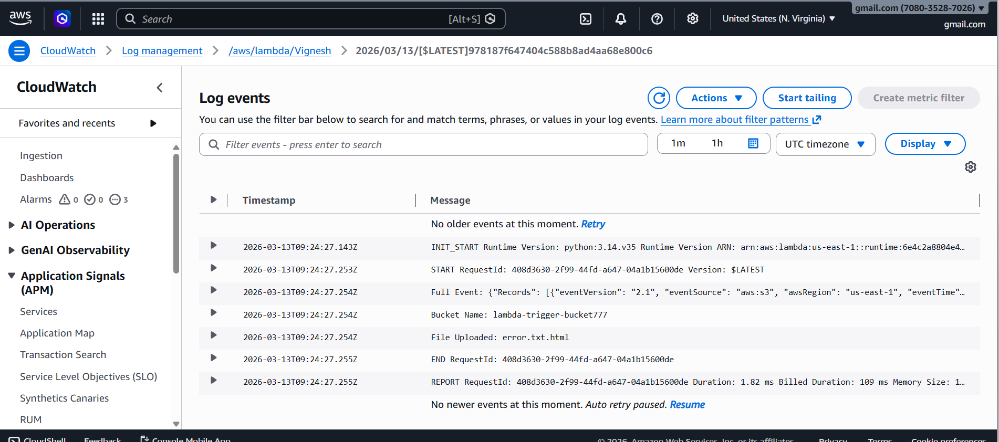 gmail.com (7080-3528-7026)
aws
Search
[Alt+S]
United States (N. Virginia)
gmail.com
CloudWatch
Log management
/aws/lambda/Vignesh
2026/03/13/[$LATEST]978187f647404c588b8ad4aa68e800c6
CloudWatch
Favorites and recents
Ingestion
Dashboards
Alarms 0 0 3
AI Operations
GenAI Observability
Application Signals
(APM)
Services
Application Map
Transaction Search
Service Level Objectives (SLO)
Synthetics Canaries
RUM
Log events
Actions
Start tailing
Create metric filter
You can use the filter bar below to search for and match terms, phrases, or values in your log events. Learn more about filter patterns
Filter events - press enter to search
1m
1h
UTC timezone
Display
Timestamp
Message
No older events at this moment. Retry
2026-03-13T09:24:27.143Z INIT_START Runtime Version: python:3.14.v35 Runtime Version ARN: arn:aws:lambda:us-east-1::runtime:6e4c2a8804e4…
2026-03-13T09:24:27.253Z START RequestId: 408d3630-2f99-44fd-a647-04a1b15600de Version: $LATEST
2026-03-13T09:24:27.254Z Full Event: {"Records": [{"eventVersion": "2.1", "eventSource": "aws:s3", "awsRegion": "us-east-1", "eventTime"…
2026-03-13T09:24:27.254Z Bucket Name: lambda-trigger-bucket777
2026-03-13T09:24:27.254Z File Uploaded: error.txt.html
2026-03-13T09:24:27.255Z END RequestId: 408d3630-2f99-44fd-a647-04a1b15600de
2026-03-13T09:24:27.255Z REPORT RequestId: 408d3630-2f99-44fd-a647-04a1b15600de Duration: 1.82 ms Billed Duration: 109 ms Memory Size: 1…
No newer events at this moment. Auto retry paused. Resume
CloudShell
Feedback
Console Mobile App
© 2026, Amazon Web Services, Inc. or its affiliates.
Privacy
Terms
Cookie preferences